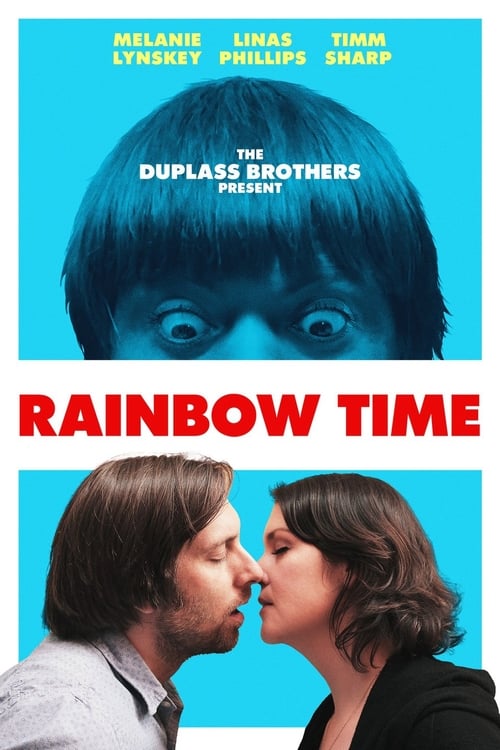 MELANIE LINAS TIMM
LYNSKEY PHILLIPS SHARP
THE
DUPLASS BROTHERS
PRESENT
RAINBOW TIME